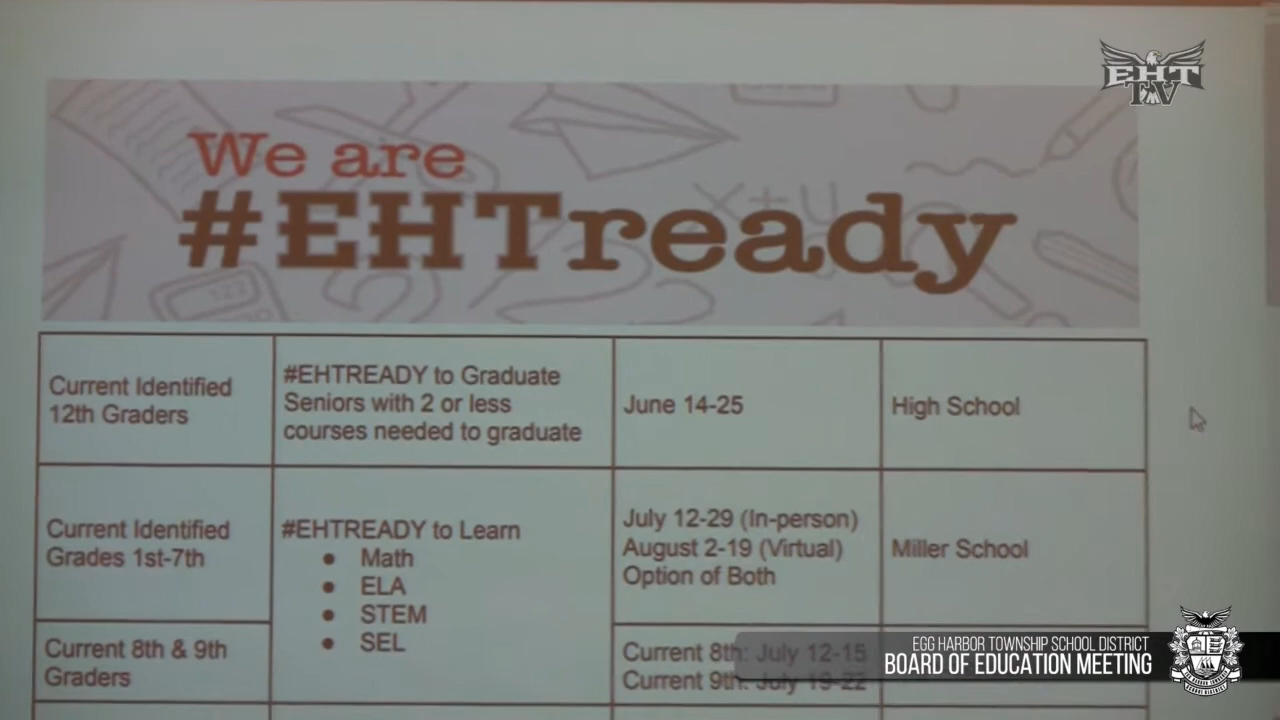 EHT
TV
We are
#EHTready
Current Identified
12th Graders
#EHTREADY to Graduate
Seniors with 2 or less
courses needed to graduate
June 14-25
High School
Current Identified
Grades 1st-7th
#EHTREADY to Learn
● Math
● ELA
● STEM
● SEL
July 12-29 (In-person)
August 2-19 (Virtual)
Option of Both
Miller School
Current 8th & 9th
Graders
Current 8th: July 12-15
Current 9th: July 19-22
EGG HARBOR TOWNSHIP SCHOOL DISTRICT
BOARD OF EDUCATION MEETING